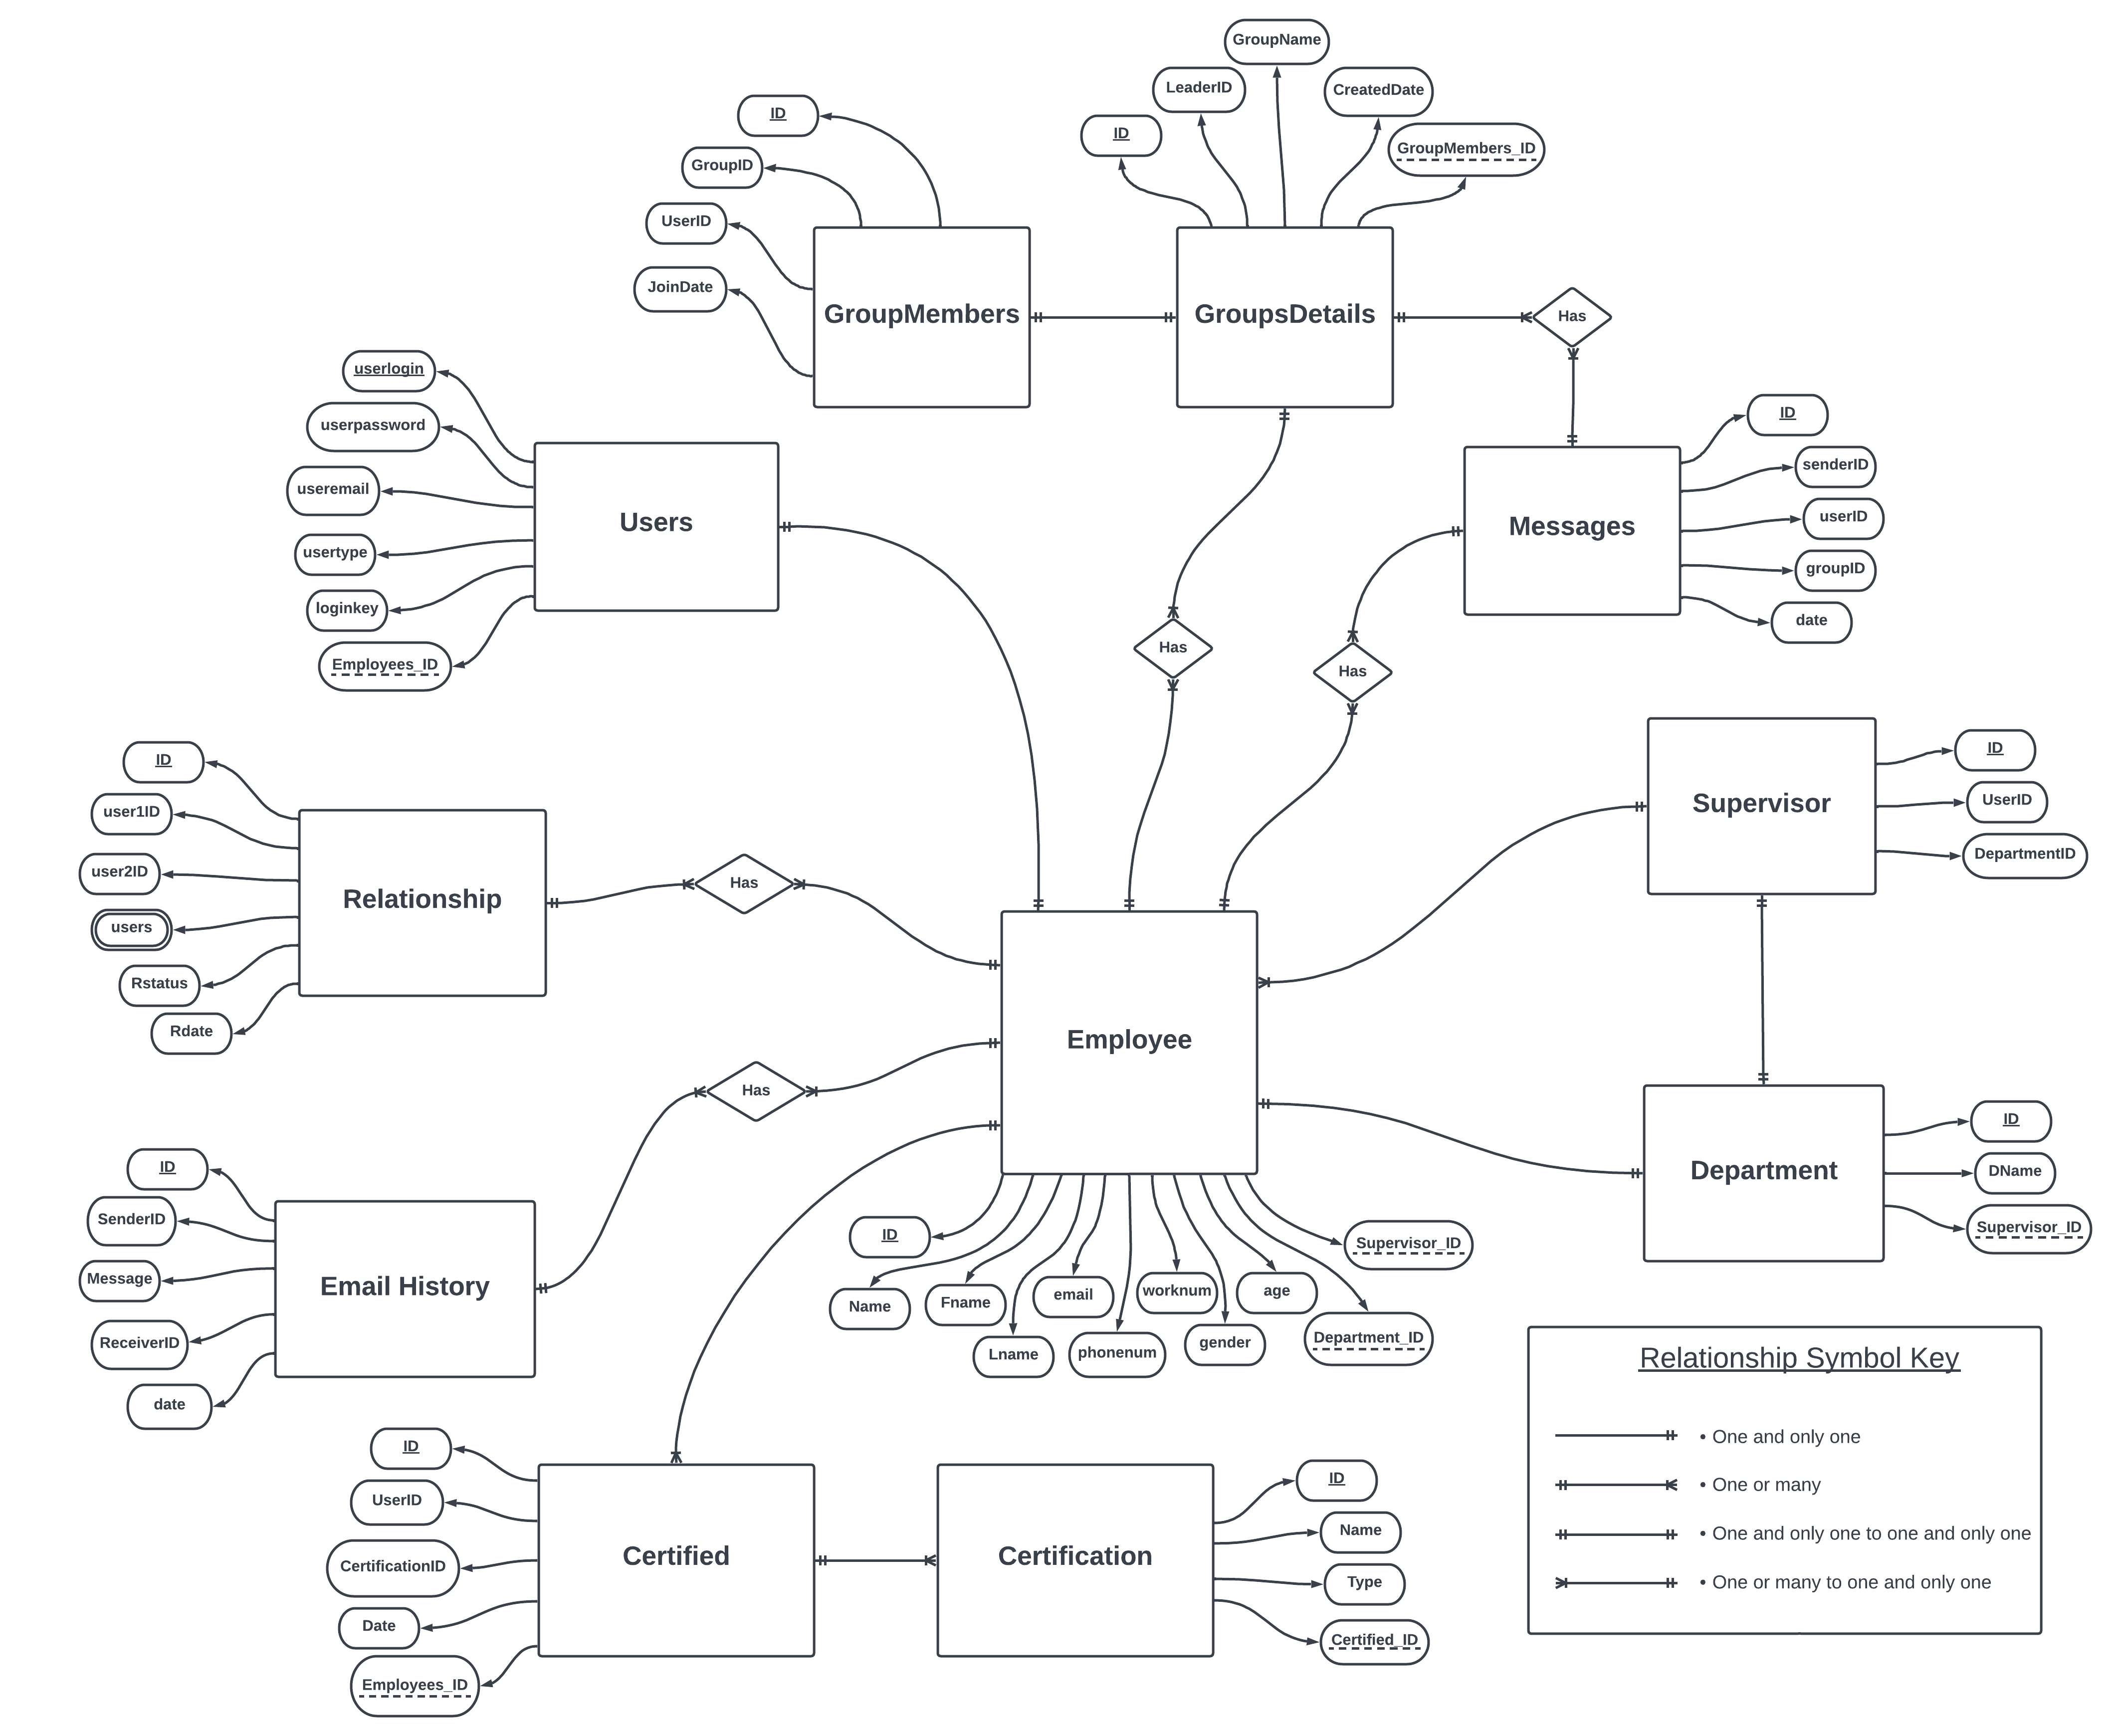 GroupName
LeaderID
CreatedDate
ID
ID
GroupMembers_ID
GroupID
UserID
JoinDate
GroupMembers
GroupsDetails
Has
userlogin
userpassword
useremail
usertype
loginkey
Employees_ID
Users
ID
senderID
userID
groupID
date
Messages
Has
Has
ID
user1ID
user2ID
users
Rstatus
Rdate
Relationship
Has
Supervisor
ID
UserID
DepartmentID
Employee
Has
Department
ID
DName
Supervisor_ID
ID
SenderID
Message
ReceiverID
date
Email History
ID
Name
Fname
Lname
email
phonenum
worknum
gender
age
Department_ID
Supervisor_ID
Relationship Symbol Key
• One and only one
• One or many
• One and only one to one and only one
• One or many to one and only one
ID
UserID
CertificationID
Date
Employees_ID
Certified
Certification
ID
Name
Type
Certified_ID